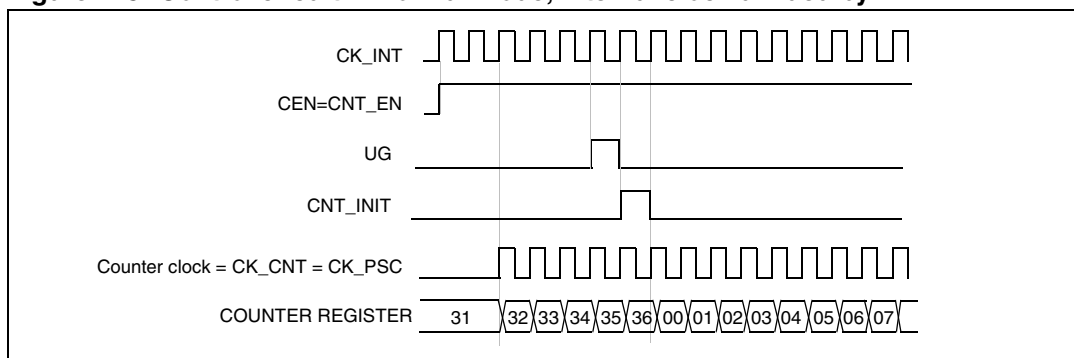 CK_INT
CEN=CNT_EN
UG
CNT_INIT
Counter clock = CK_CNT = CK_PSC
COUNTER REGISTER 31 32 33 34 35 36 00 01 02 03 04 05 06 07